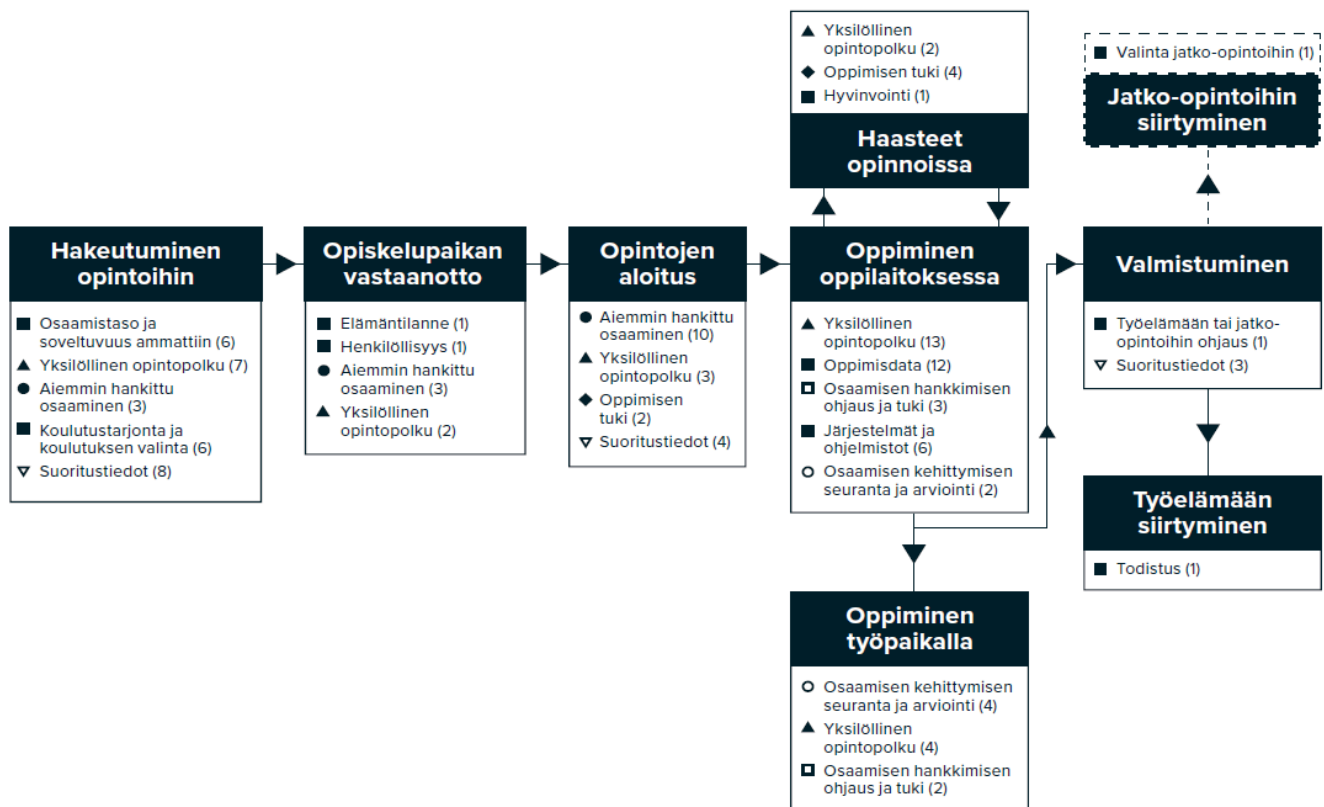 Yksilöllinen
opintopolku (2)
Oppimisen tuki (4)
Hyvinvointi (1)
Haasteet
opinnoissa
Valinta jatko-opintoihin (1)
Jatko-opintoihin
siirtyminen
Hakeutuminen
opintoihin
Osaamistaso ja
soveltuvuus ammattiin (6)
Yksilöllinen opintopolku (7)
Aiemmin hankittu
osaaminen (3)
Koulutustarjonta ja
koulutuksen valinta (6)
Suoritustiedot (8)
Opiskelupaikan
vastaanotto
Elämäntilanne (1)
Henkilöllisyys (1)
Aiemmin hankittu
osaaminen (3)
Yksilöllinen
opintopolku (2)
Opintojen
aloitus
Aiemmin hankittu
osaaminen (10)
Yksilöllinen
opintopolku (3)
Oppimisen
tuki (2)
Suoritustiedot (4)
Oppiminen
oppilaitoksessa
Yksilöllinen
opintopolku (13)
Oppimisdata (12)
Osaamisen hankkimisen
ohjaus ja tuki (3)
Järjestelmät ja
ohjelmistot (6)
Osaamisen kehittymisen
seuranta ja arviointi (2)
Valmistuminen
Työelämään tai jatko-
opintoihin ohjaus (1)
Suoritustiedot (3)
Työelämään
siirtyminen
Todistus (1)
Oppiminen
työpaikalla
Osaamisen kehittymisen
seuranta ja arviointi (4)
Yksilöllinen
opintopolku (4)
Osaamisen hankkimisen
ohjaus ja tuki (2)